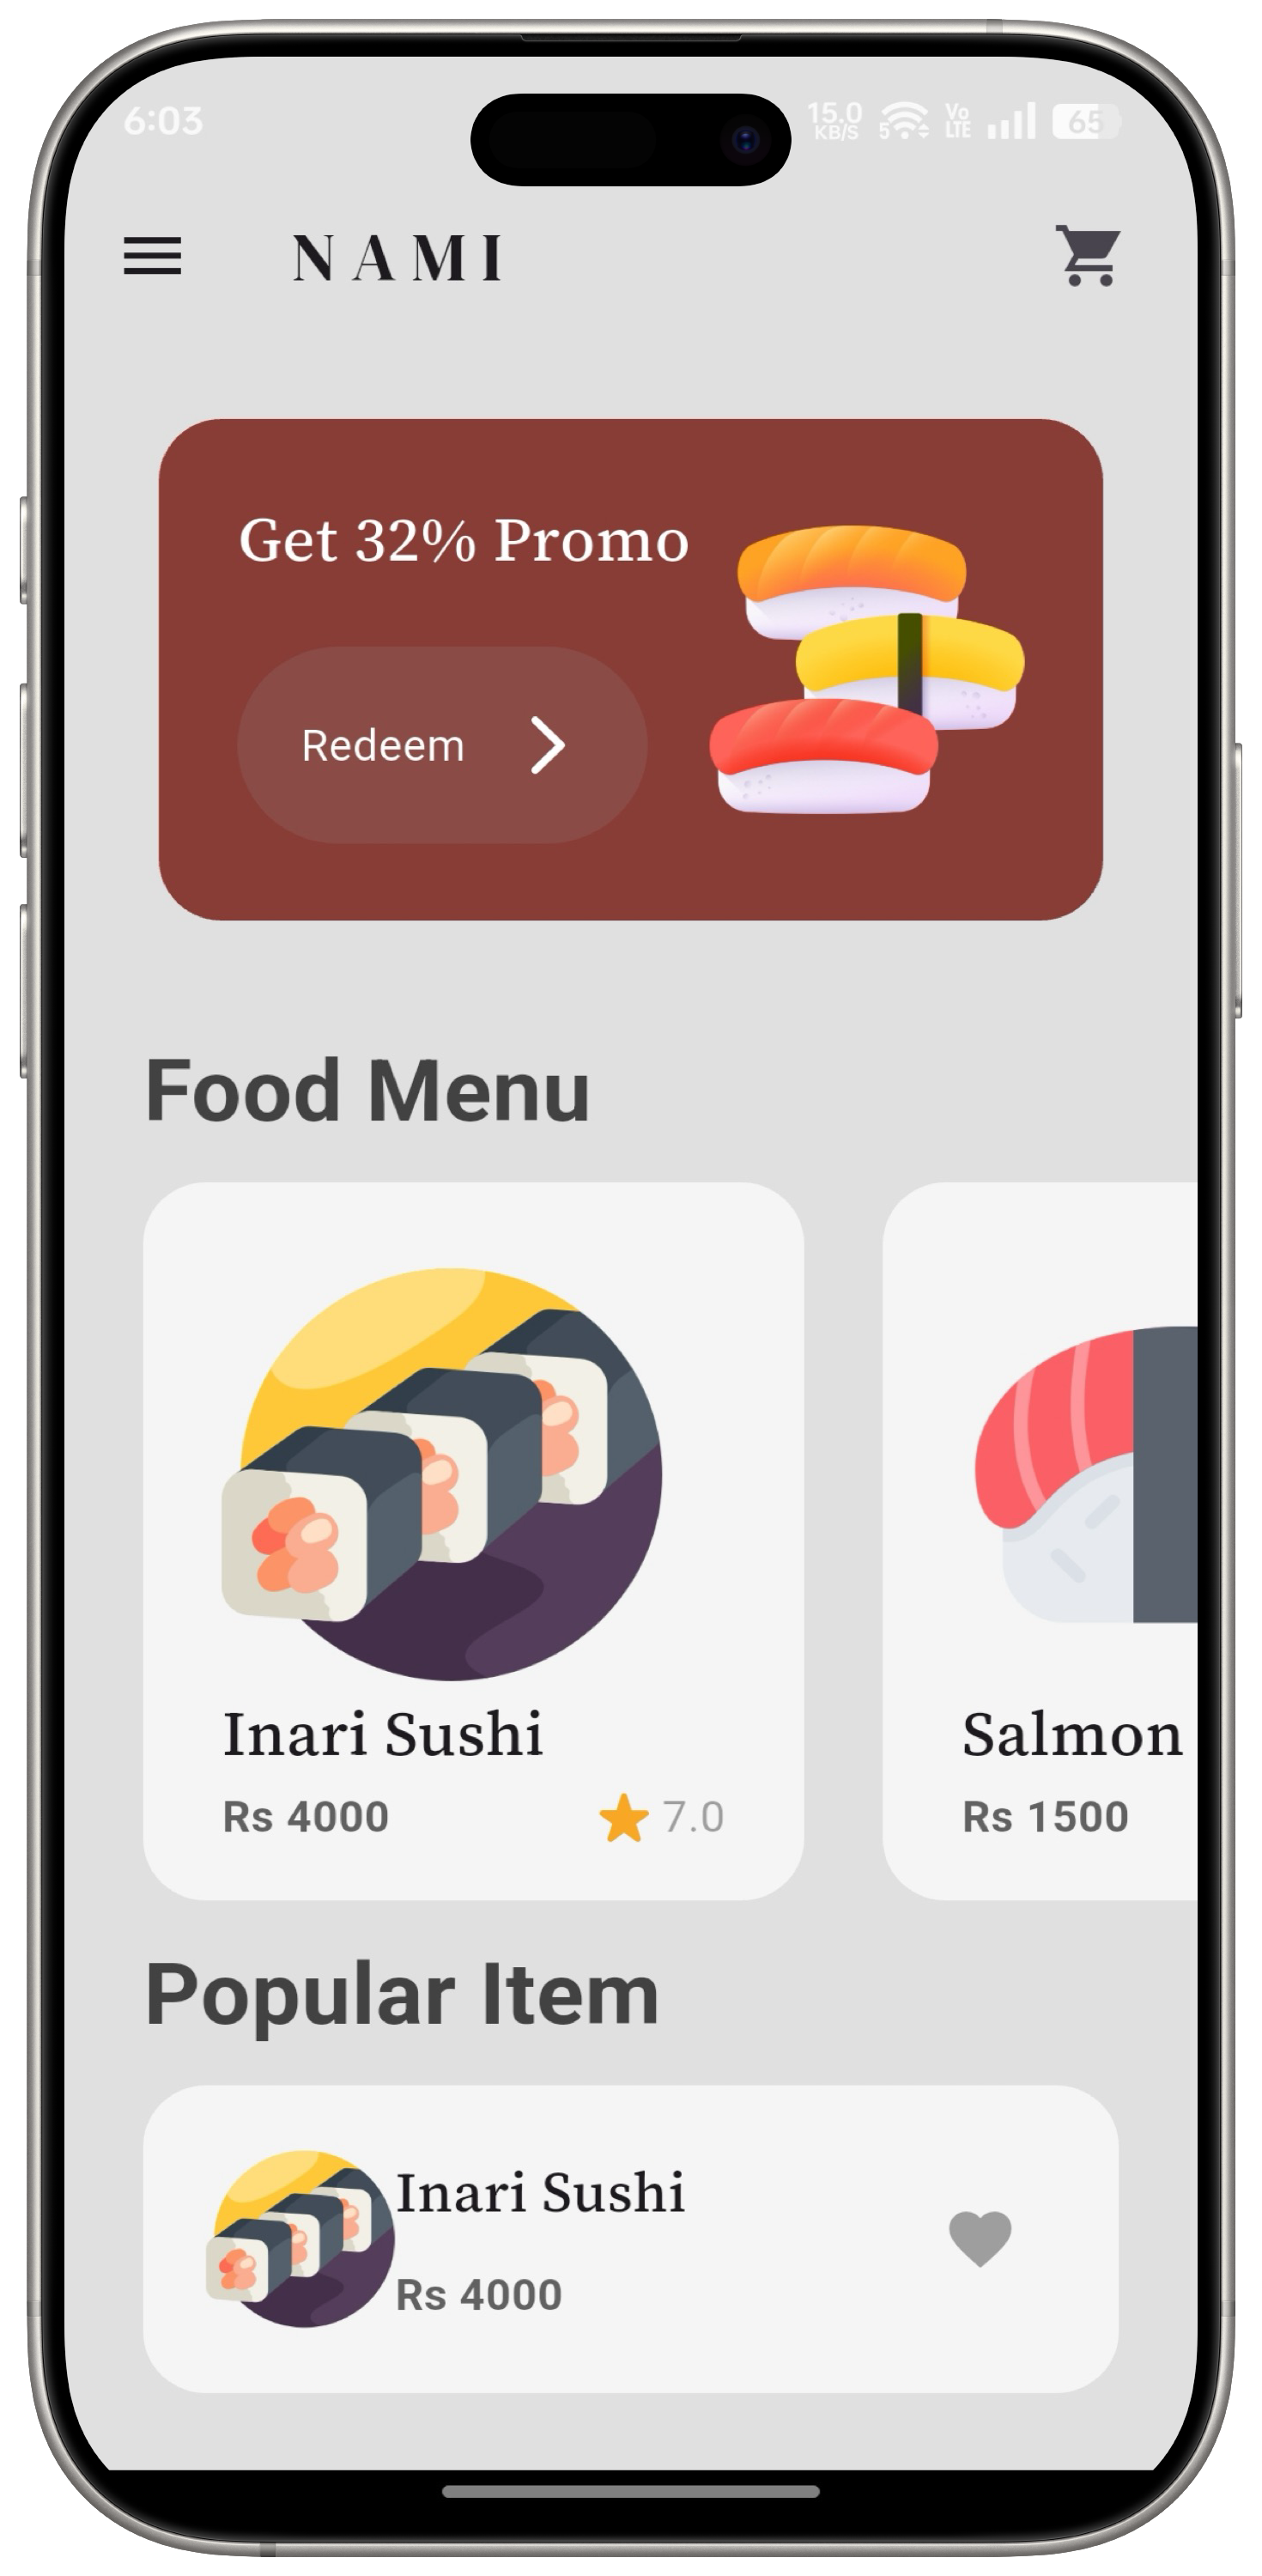 6:03
15.0
KB/S
5
Vo
LTE
65
NAMI
Get 32% Promo
Redeem
Food Menu
Inari Sushi
Rs 4000
7.0
Salmon
Rs 1500
Popular Item
Inari Sushi
Rs 4000